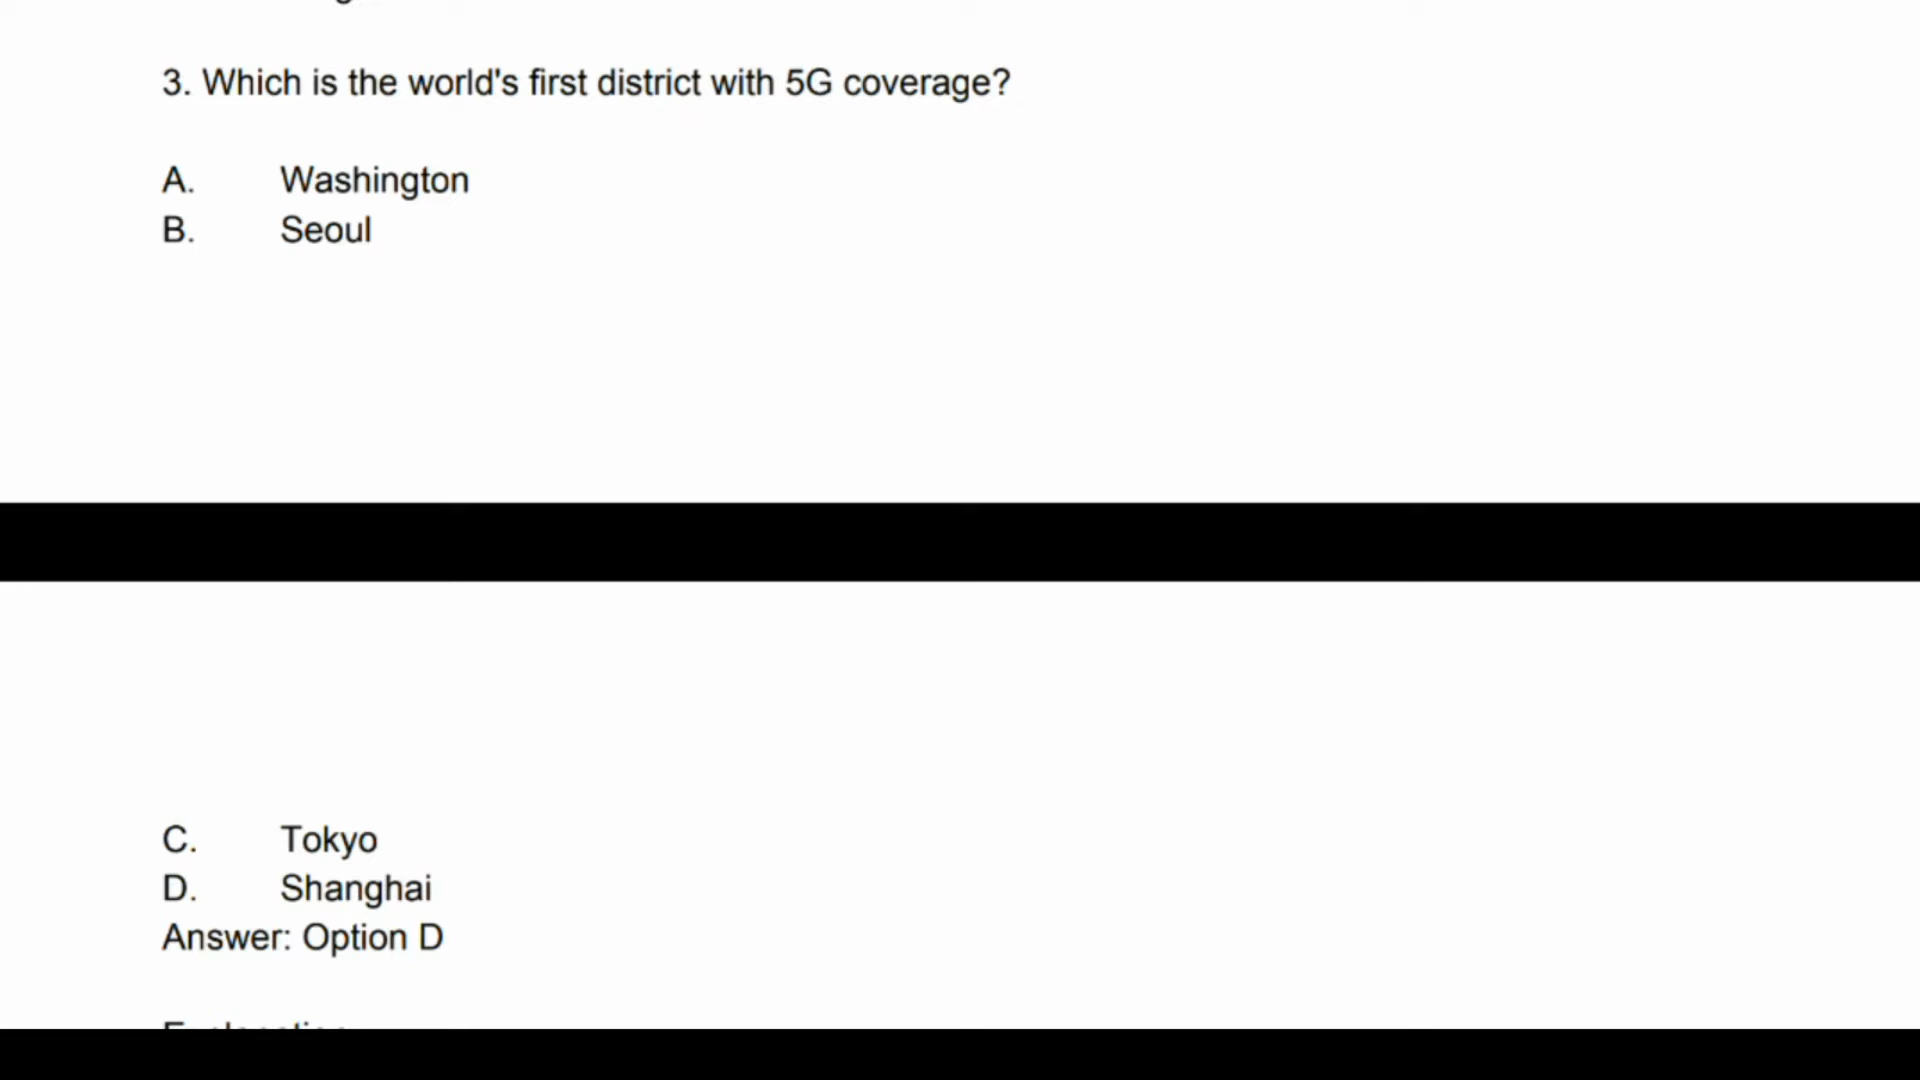 3. Which is the world's first district with 5G coverage?
A. Washington
B. Seoul
C. Tokyo
D. Shanghai
Answer: Option D